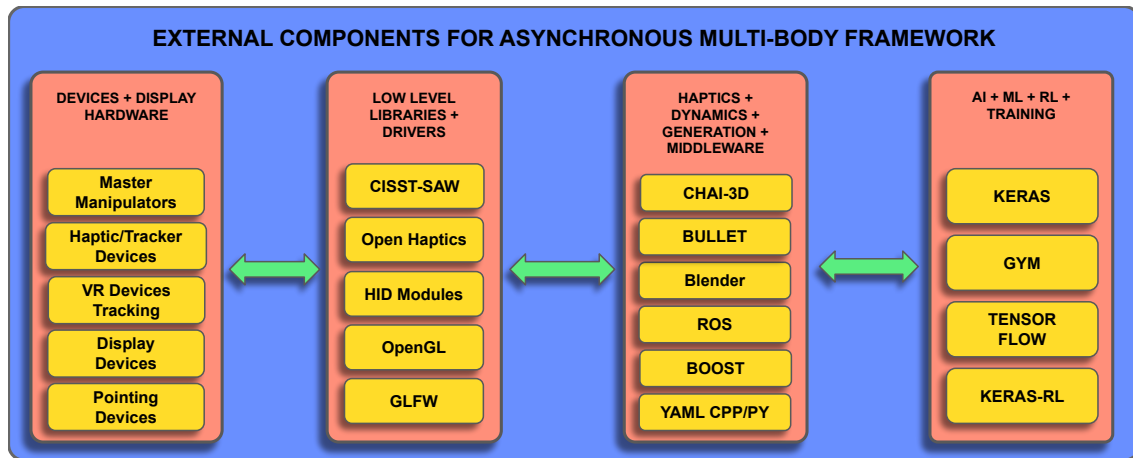 EXTERNAL COMPONENTS FOR ASYNCHRONOUS MULTI-BODY FRAMEWORK
DEVICES + DISPLAY
HARDWARE
Master
Manipulators
Haptic/Tracker
Devices
VR Devices
Tracking
Display
Devices
Pointing
Devices
LOW LEVEL
LIBRARIES +
DRIVERS
CISST-SAW
Open Haptics
HID Modules
OpenGL
GLFW
HAPTICS +
DYNAMICS +
GENERATION +
MIDDLEWARE
CHAI-3D
BULLET
Blender
ROS
BOOST
YAML CPP/PY
AI + ML + RL +
TRAINING
KERAS
GYM
TENSOR
FLOW
KERAS-RL